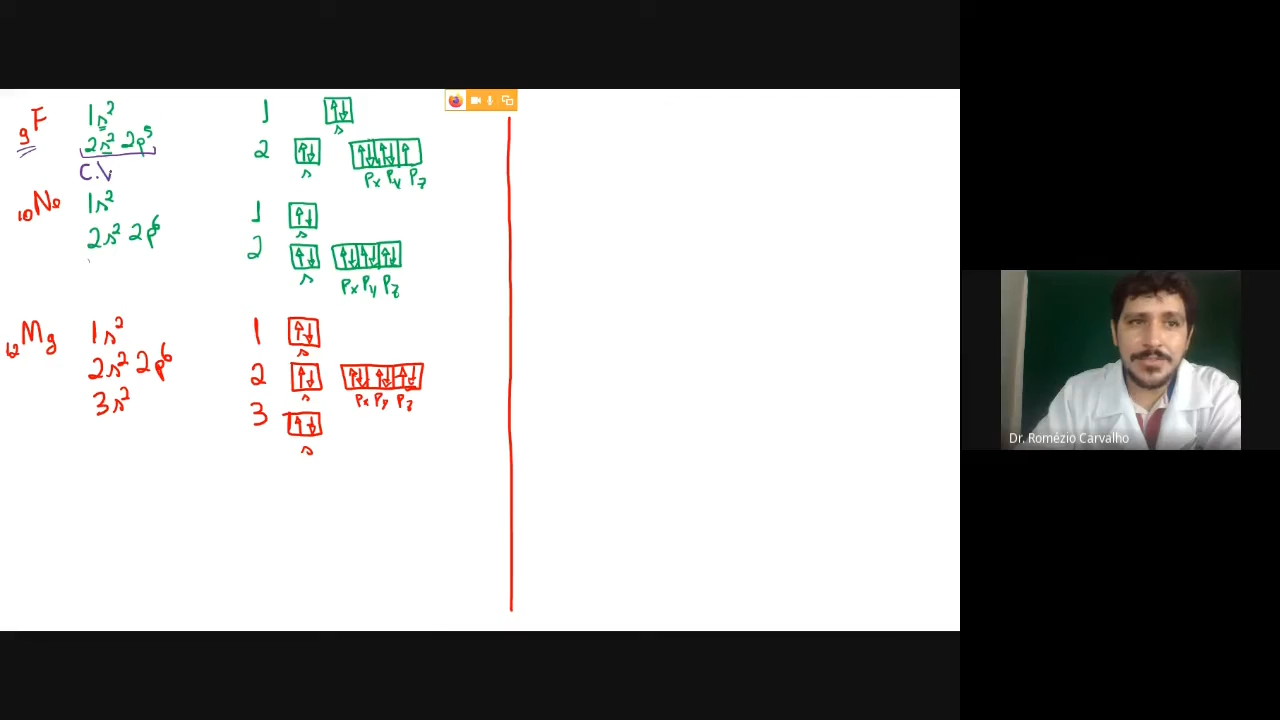 ₉F 1s² 1 ↑↓
s
2s² 2p⁵ 2 ↑↓ ↑↓ ↑↓ ↑
C.V s Px Py Pz
₁₀Ne 1s² 1 ↑↓
s
2s² 2p⁶ 2 ↑↓ ↑↓ ↑↓ ↑↓
s Px Py Pz
₁₂Mg 1s² 1 ↑↓
s
2s² 2p⁶ 2 ↑↓ ↑↓ ↑↓ ↑↓
s Px Py Pz
3s² 3 ↑↓
s
Dr. Romézio Carvalho